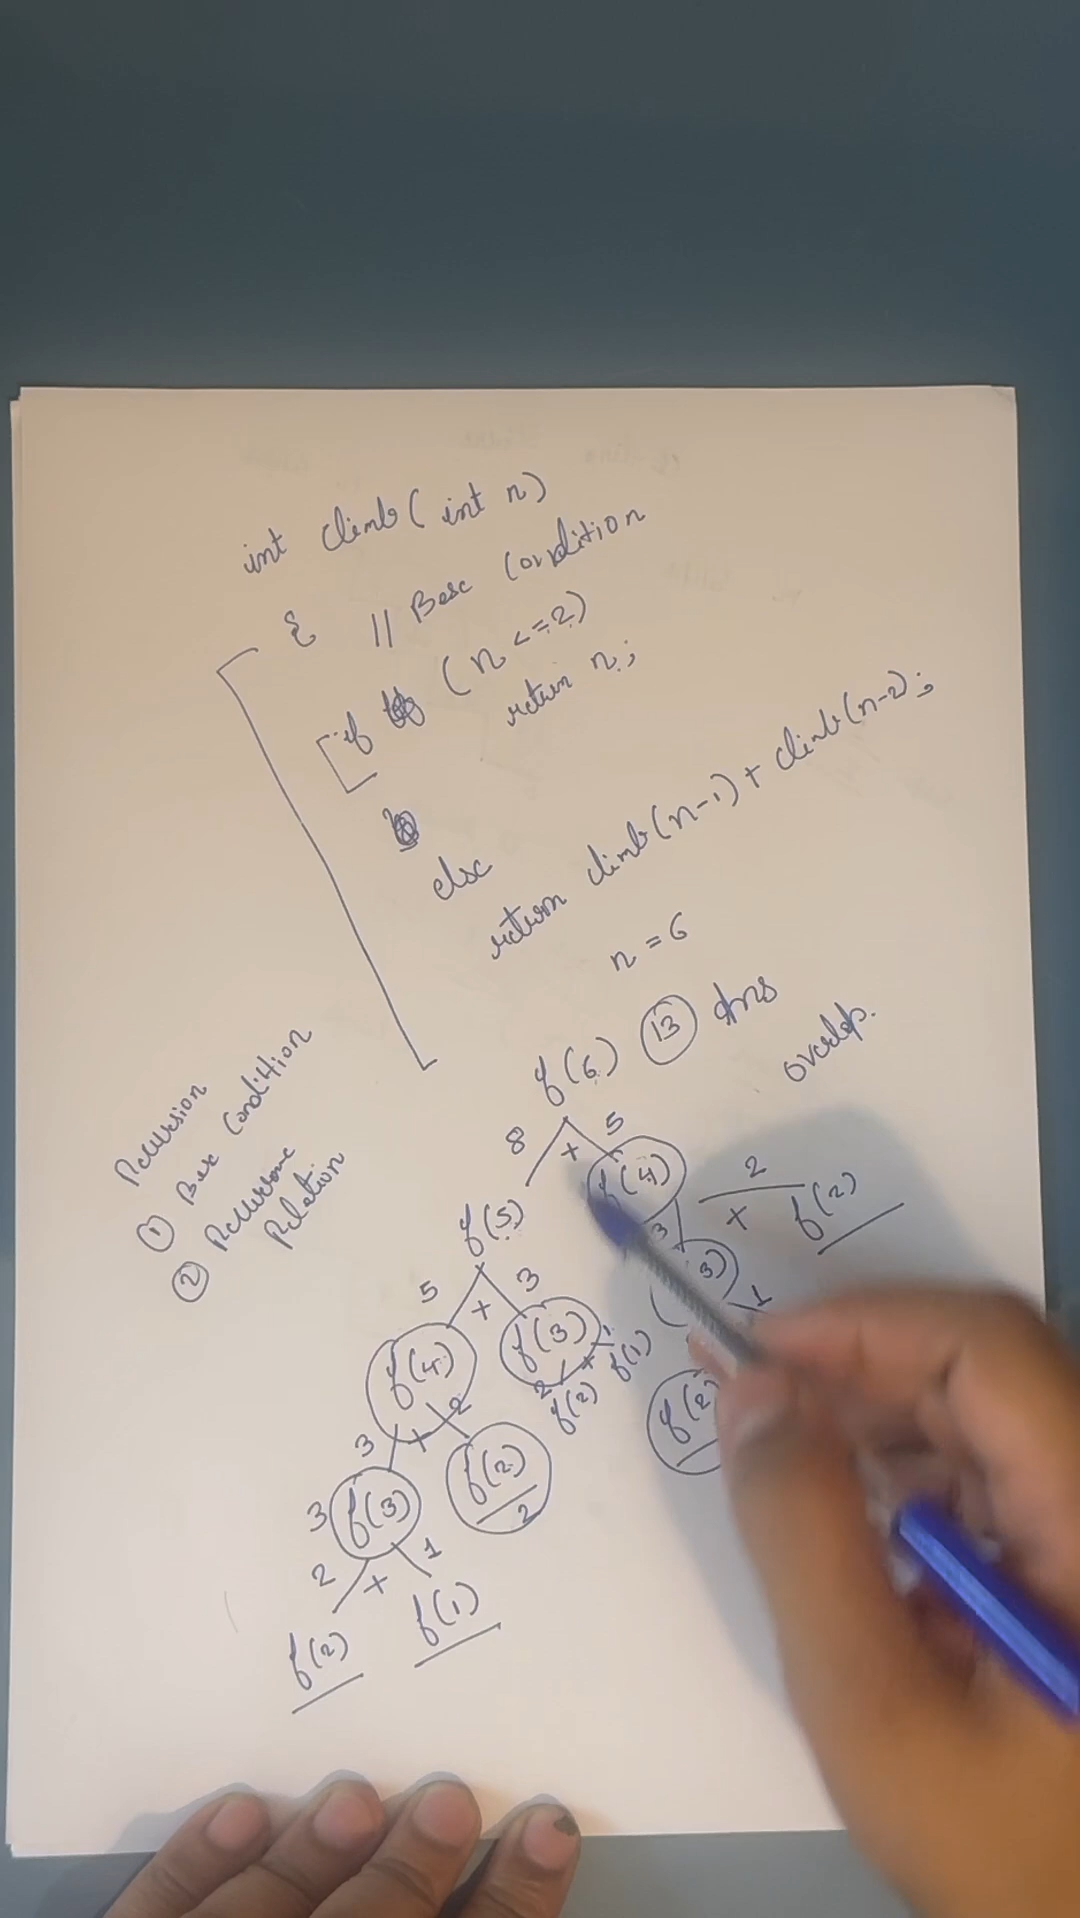 int climb( int n)
{ // Base Condition
if (n <=2)
return n;
else
return climb(n-1) + climb(n-2);
n = 6
Recursion
① Base Condition
② Recursive
Relation
f(6) 13 Ans
overlap.
8 + 5
f(5) f(4)
3 + 2
3) f(2)
1
5 + 3
f(4) f(3)
2 + 1
f(2) f(1)
f(2
3 + 2
3 f(3) f(2)
2
2 + 1
f(2) f(1)